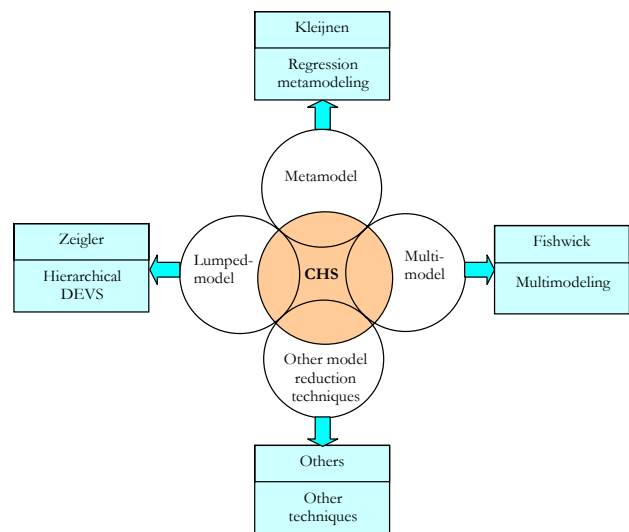 Kleijnen
Regression
metamodeling
Metamodel
Zeigler
Hierarchical
DEVS
Lumped-
model
CHS
Multi-
model
Fishwick
Multimodeling
Other model
reduction
techniques
Others
Other
techniques